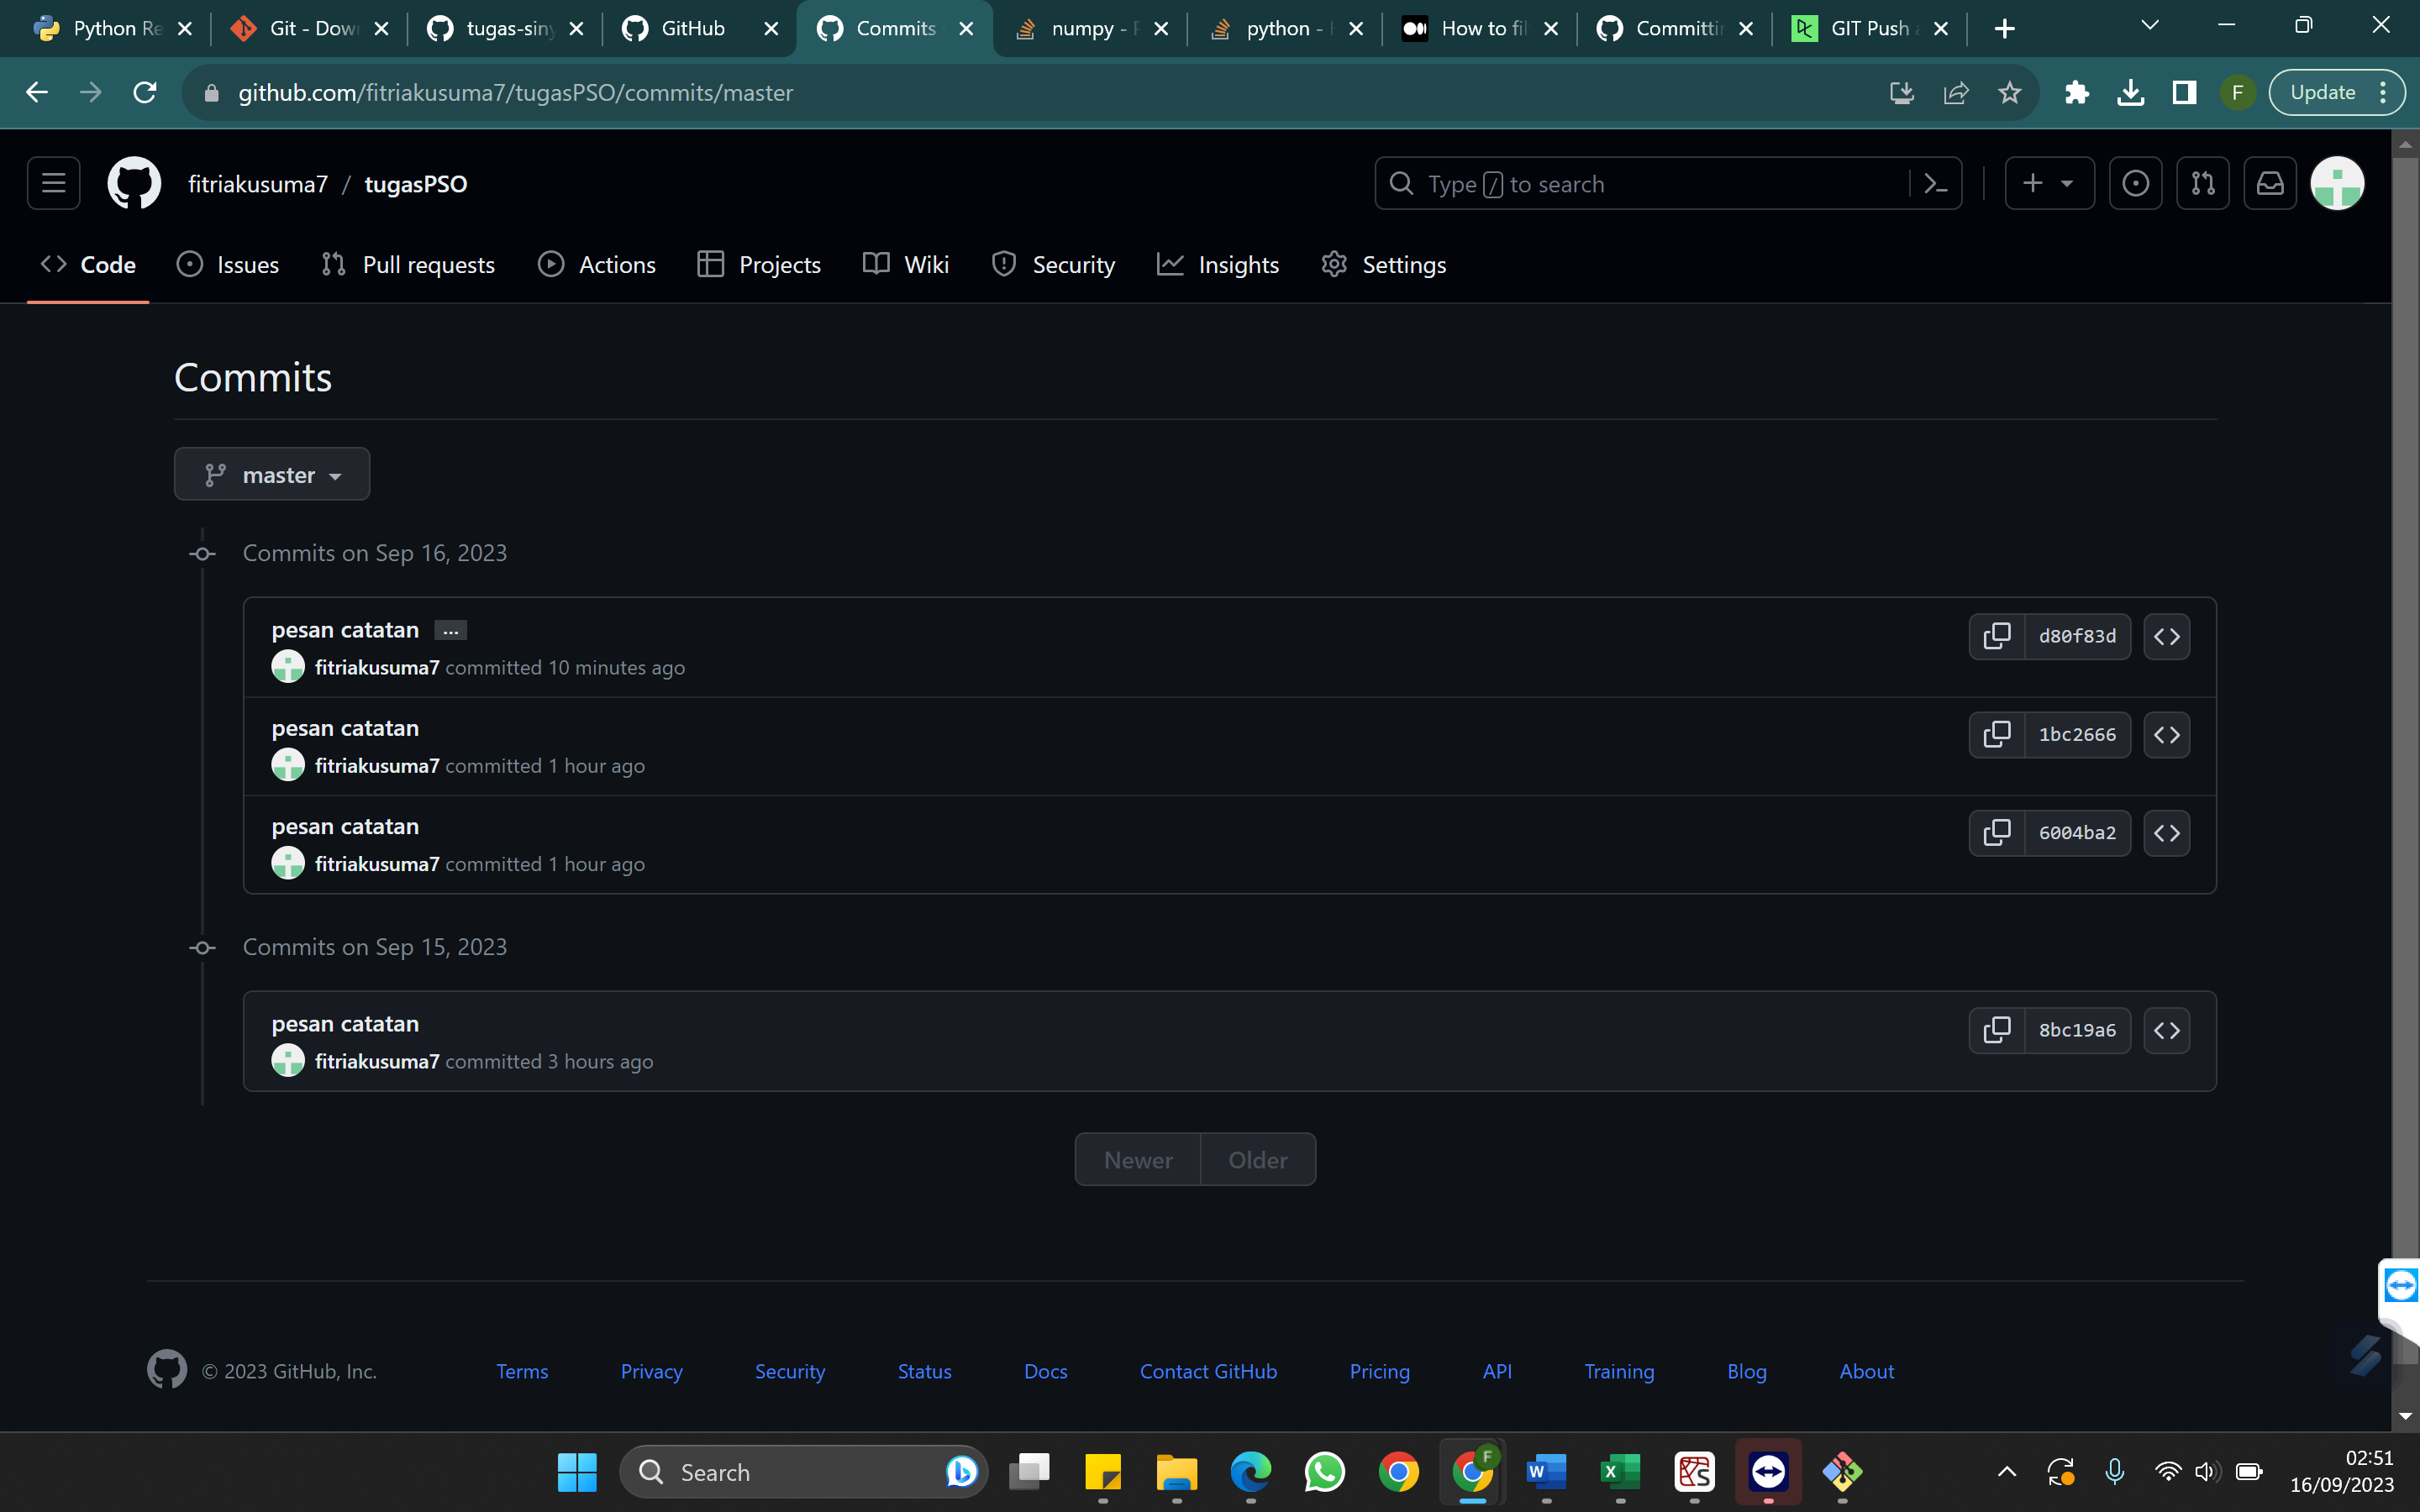 Python Re
Git - Dow
tugas-siny
GitHub
Commits
numpy -
python -
How to fil
Committin
GIT Push a
github.com/fitriakusuma7/tugasPSO/commits/master
F
Update
fitriakusuma7 / tugasPSO
Type / to search
Code
Issues
Pull requests
Actions
Projects
Wiki
Security
Insights
Settings
Commits
master
Commits on Sep 16, 2023
pesan catatan ...
d80f83d
fitriakusuma7 committed 10 minutes ago
pesan catatan
1bc2666
fitriakusuma7 committed 1 hour ago
pesan catatan
6004ba2
fitriakusuma7 committed 1 hour ago
Commits on Sep 15, 2023
pesan catatan
8bc19a6
fitriakusuma7 committed 3 hours ago
Newer
Older
© 2023 GitHub, Inc.
Terms
Privacy
Security
Status
Docs
Contact GitHub
Pricing
API
Training
Blog
About
Search
F
02:51
16/09/2023